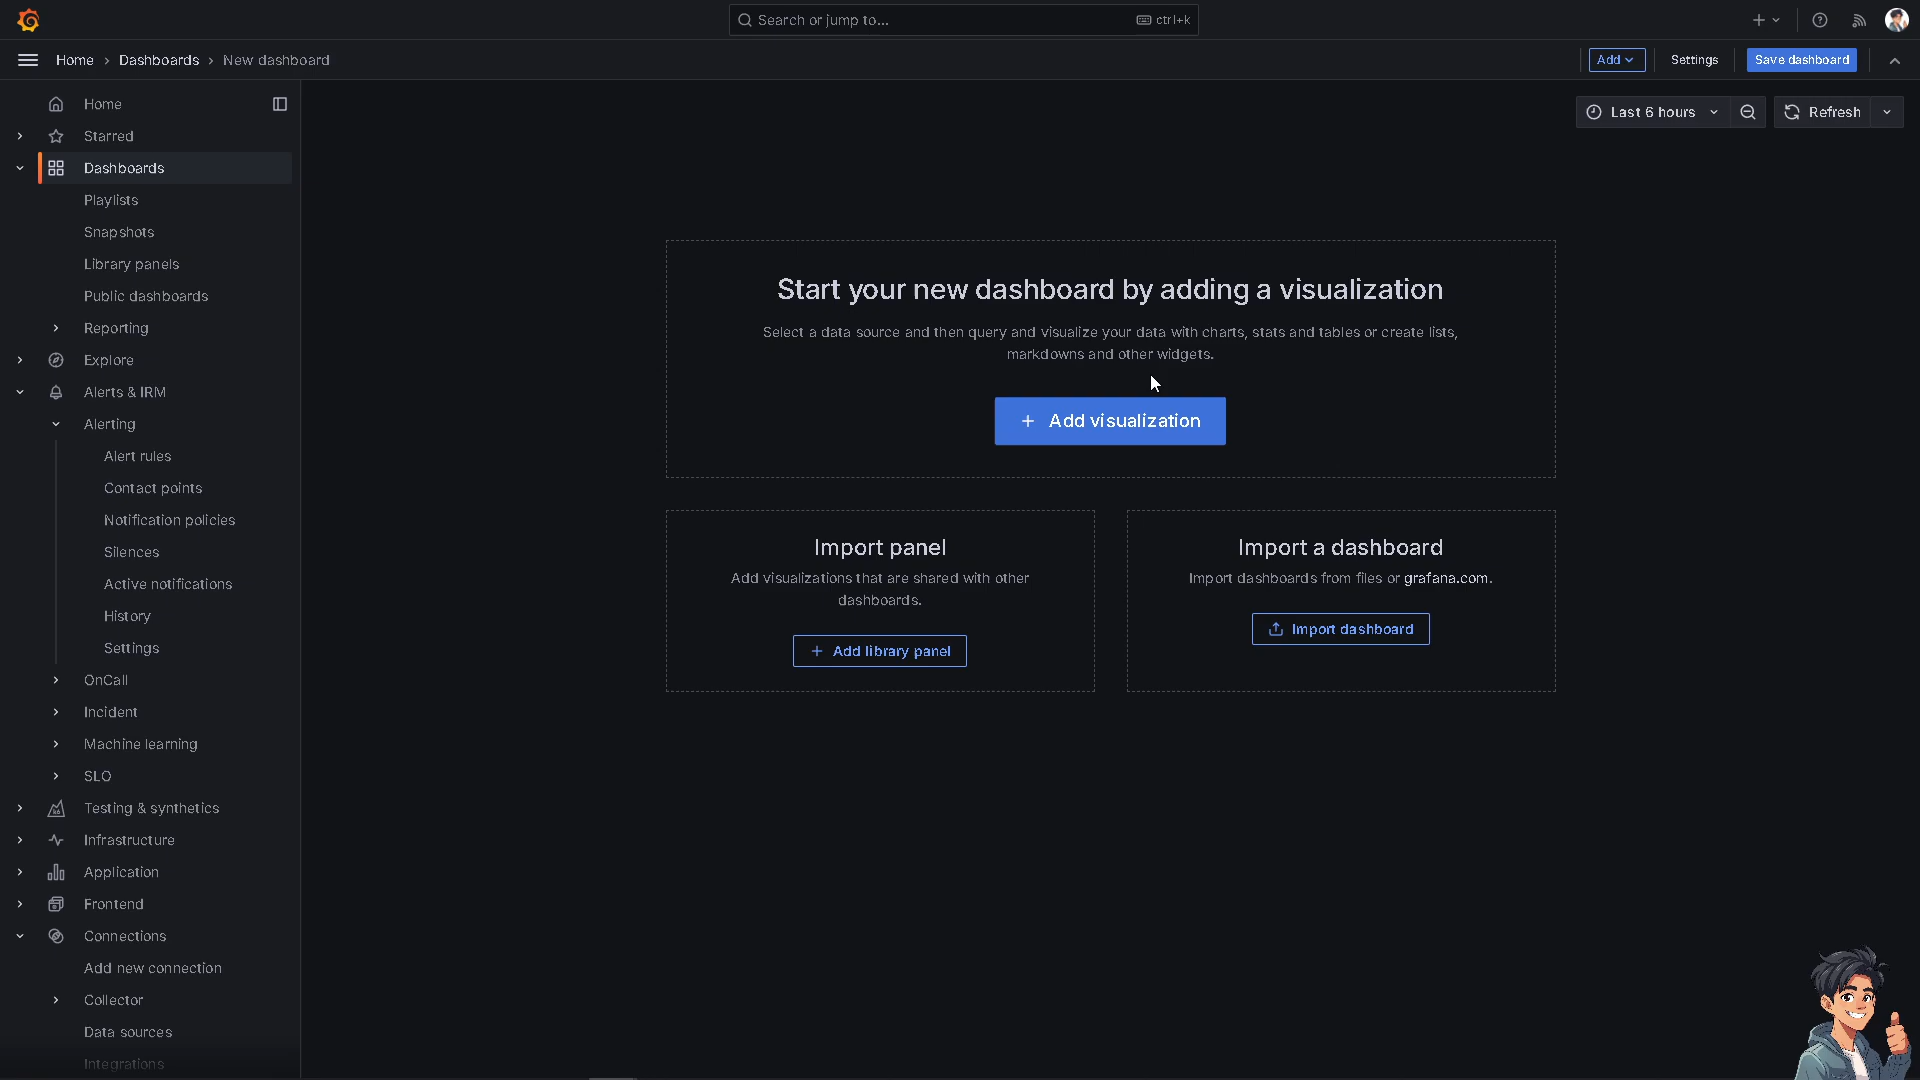 Search or jump to...
ctrl+k
Home
Dashboards
New dashboard
Add
Settings
Save dashboard
Home
Starred
Dashboards
Playlists
Snapshots
Library panels
Public dashboards
Reporting
Explore
Alerts & IRM
Alerting
Alert rules
Contact points
Notification policies
Silences
Active notifications
History
Settings
OnCall
Incident
Machine learning
SLO
Testing & synthetics
Infrastructure
Application
Frontend
Connections
Add new connection
Collector
Data sources
Integrations
Last 6 hours
Refresh
Start your new dashboard by adding a visualization
Select a data source and then query and visualize your data with charts, stats and tables or create lists,
markdowns and other widgets.
+ Add visualization
Import panel
Add visualizations that are shared with other
dashboards.
+ Add library panel
Import a dashboard
Import dashboards from files or grafana.com.
Import dashboard